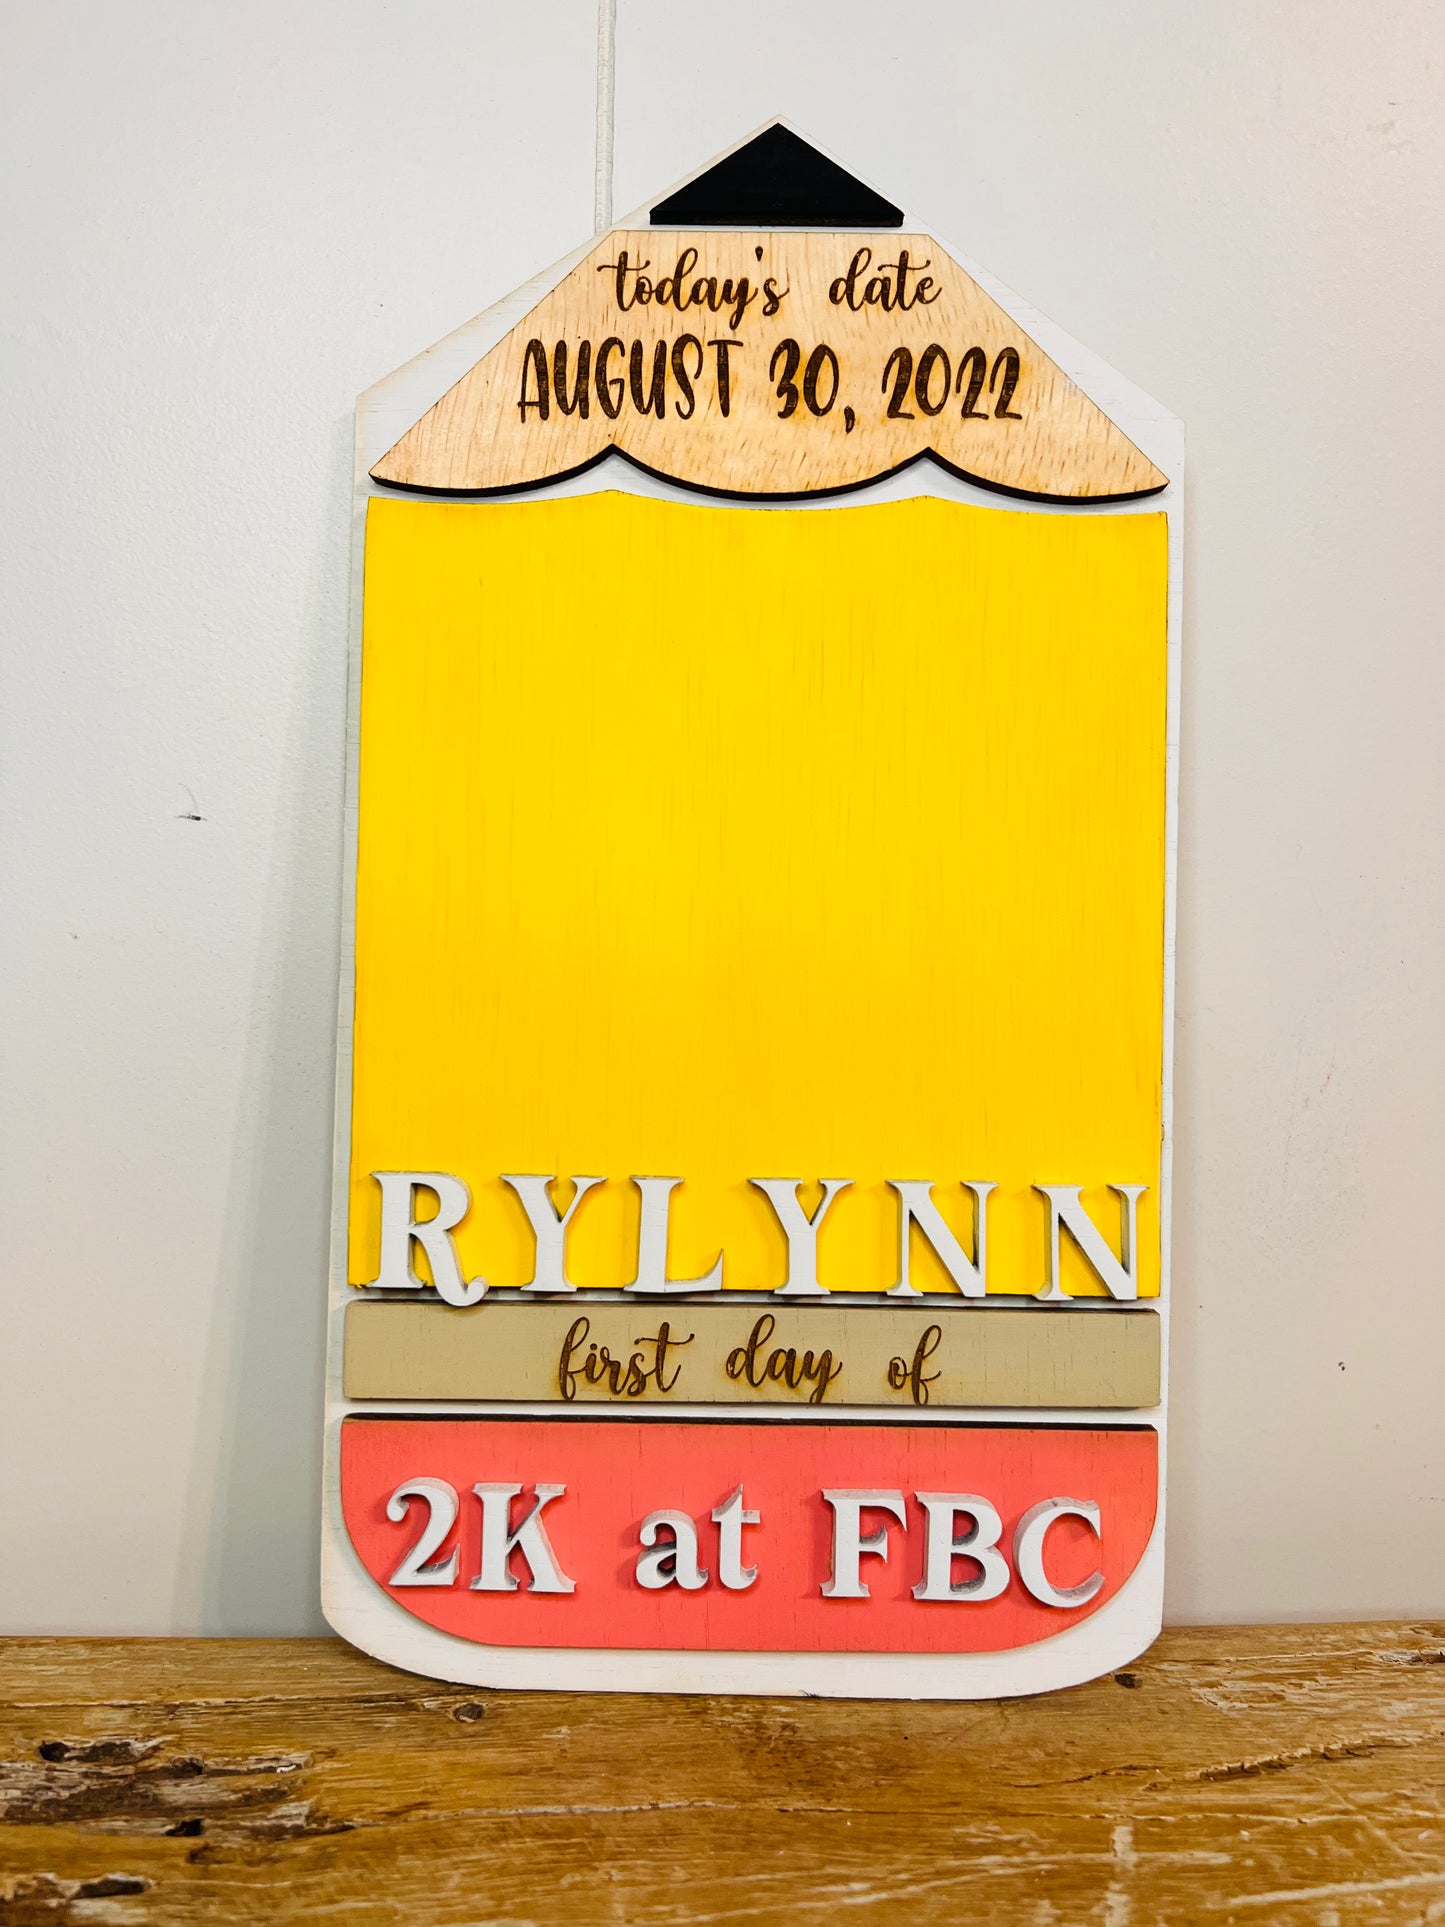 today's date
AUGUST 30, 2022
RYLYNN
first day of
2K at FBC